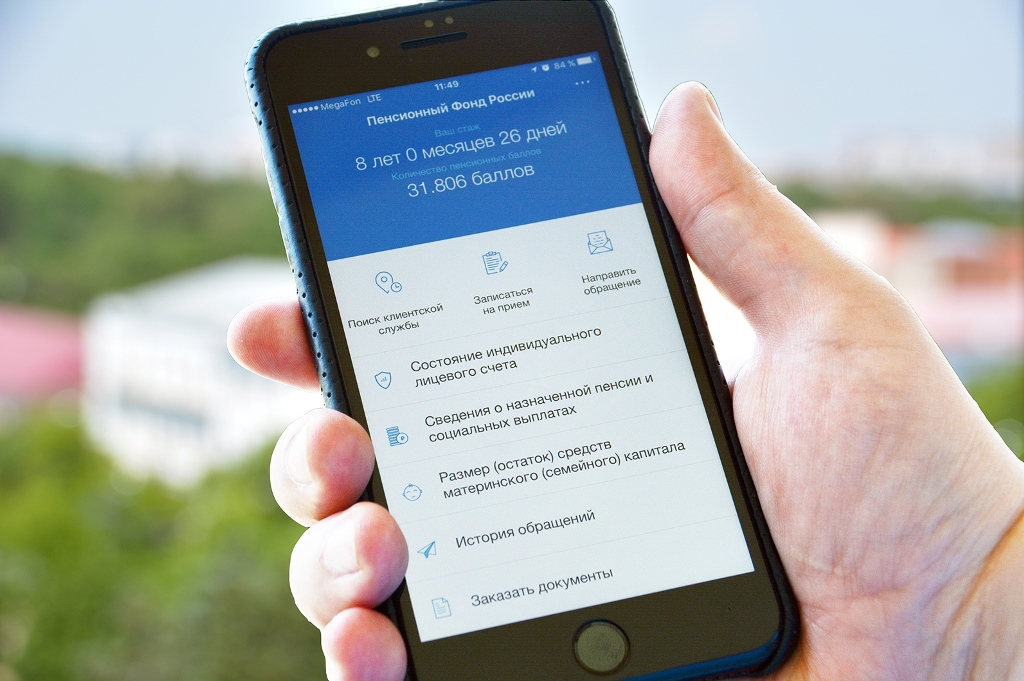 MegaFon LTE 11:49 84 %
Пенсионный Фонд России
Ваш стаж
8 лет 0 месяцев 26 дней
Количество пенсионных баллов
31.806 баллов
Поиск клиентской
службы
Записаться
на прием
Направить
обращение
Состояние индивидуального
лицевого счета
Сведения о назначенной пенсии и
социальных выплатах
Размер (остаток) средств
материнского (семейного) капитала
История обращений
Заказать документы